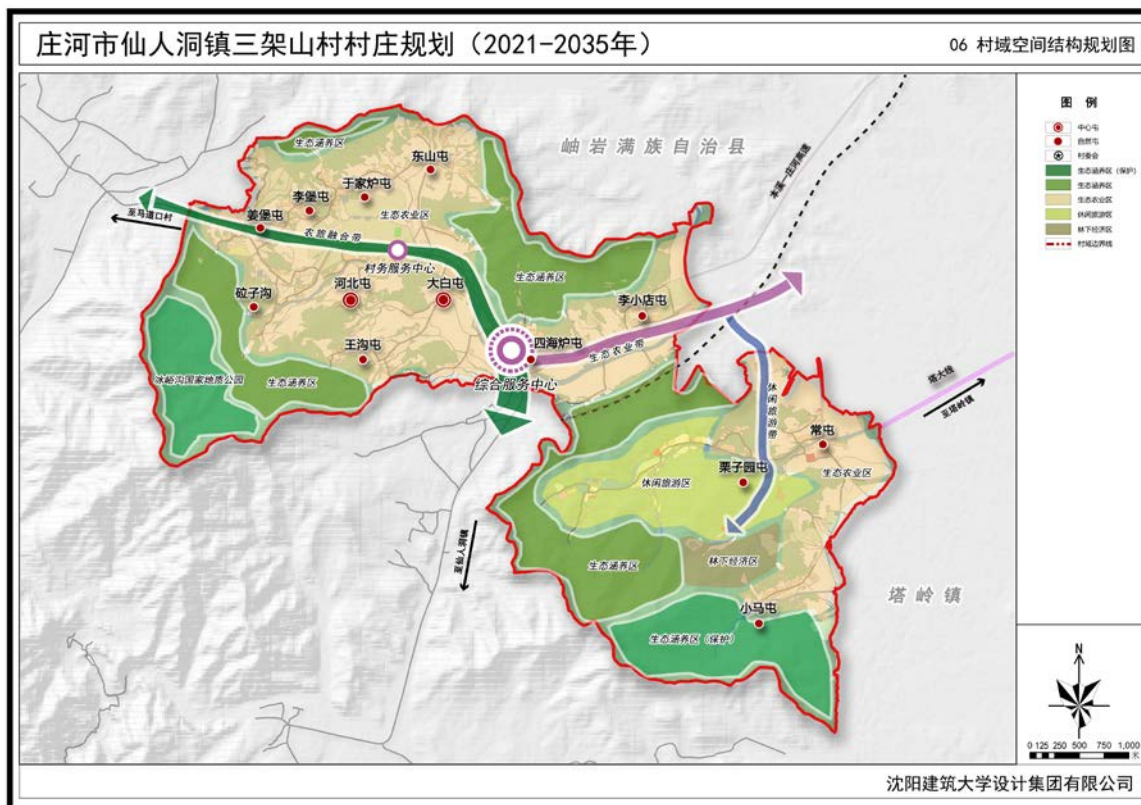 庄河市仙人洞镇三架山村村庄规划（2021-2035年）
06 村域空间结构规划图
图 例
中心屯
自然屯
村委会
生态涵养区（保护）
生态涵养区
生态农业区
休闲旅游区
林下经济区
村域边界线
岫岩满族自治县
本溪—庄河高速
生态涵养区
东山屯
于家炉屯
李堡屯
生态农业区
姜堡屯
至马道口村
农旅融合带
村务服务中心
生态涵养区
砬子沟
河北屯
大白屯
李小店屯
四海炉屯
生态农业带
王沟屯
综合服务中心
冰峪沟国家地质公园
生态涵养区
休闲旅游带
塔大线
至塔岭镇
常屯
生态农业区
栗子园屯
休闲旅游区
至仙人洞镇
生态涵养区
林下经济区
塔岭镇
小马屯
生态涵养区（保护）
N
0 125 250 500 750 1,000
米
沈阳建筑大学设计集团有限公司